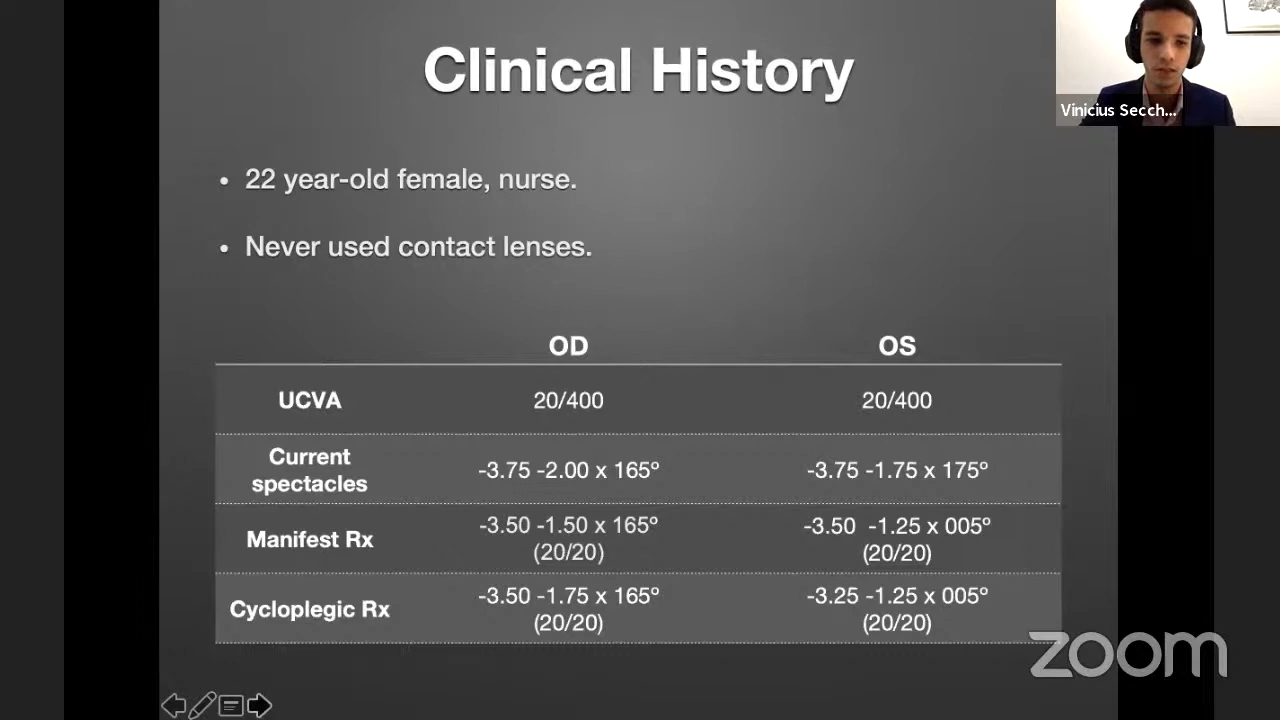 Clinical History
Vinicius Secch...
• 22 year-old female, nurse.
• Never used contact lenses.
OD OS
UCVA 20/400 20/400
Current spectacles -3.75 -2.00 x 165º -3.75 -1.75 x 175º
Manifest Rx -3.50 -1.50 x 165º (20/20) -3.50 -1.25 x 005º (20/20)
Cycloplegic Rx -3.50 -1.75 x 165º (20/20) -3.25 -1.25 x 005º (20/20)
zoom